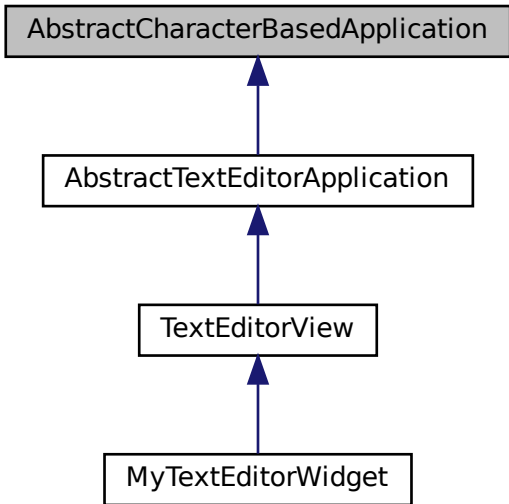 AbstractCharacterBasedApplication
AbstractTextEditorApplication
TextEditorView
MyTextEditorWidget